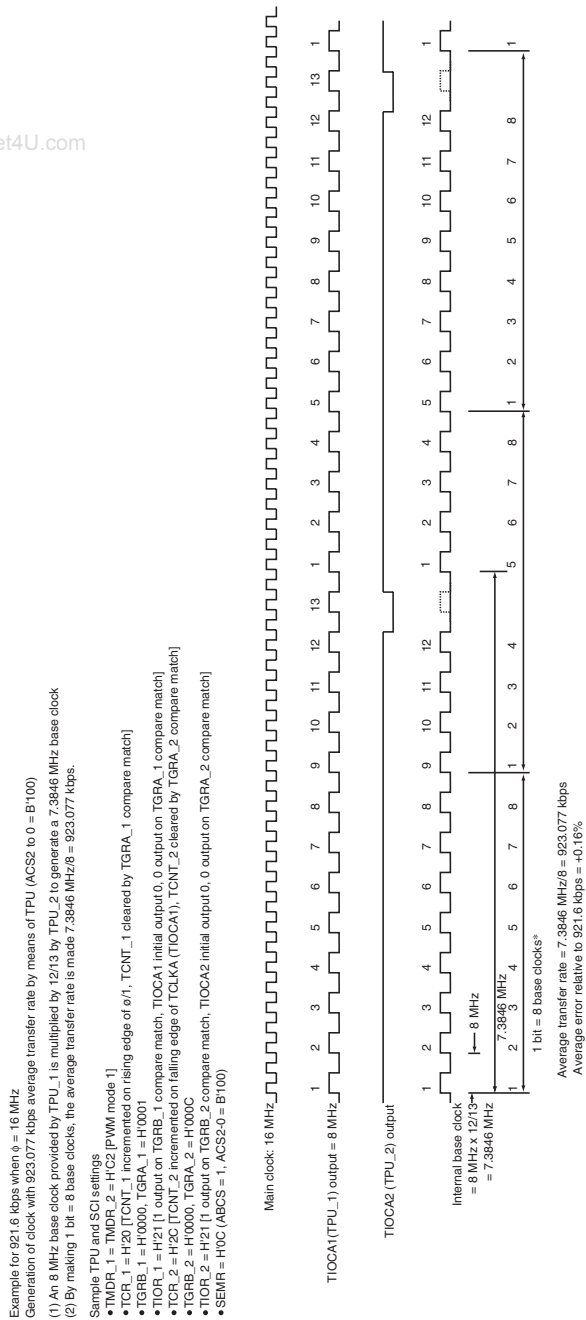 et4U.com
Example for 921.6 kbps when φ = 16 MHz
Generation of clock with 923.077 kbps average transfer rate by means of TPU (ACS2 to 0 = B'100)
(1) An 8 MHz base clock provided by TPU_1 is multiplied by 12/13 by TPU_2 to generate a 7.3846 MHz base clock
(2) By making 1 bit = 8 base clocks, the average transfer rate is made 7.3846 MHz/8 = 923.077 kbps.
Sample TPU and SCI settings
• TMDR_1 = TMDR_2 = H'C2 [PWM mode 1]
• TCR_1 = H'20 [TCNT_1 incremented on rising edge of ø/1, TCNT_1 cleared by TGRA_1 compare match]
• TGRB_1 = H'0000, TGRA_1 = H'0001
• TIOR_1 = H'21 [1 output on TGRB_1 compare match, TIOCA1 initial output 0, 0 output on TGRA_1 compare match]
• TCR_2 = H'2C [TCNT_2 incremented on falling edge of TCLKA (TIOCA1), TCNT_2 cleared by TGRA_2 compare match]
• TGRB_2 = H'0000, TGRA_2 = H'000C
• TIOR_2 = H'21 [1 output on TGRB_2 compare match, TIOCA2 initial output 0, 0 output on TGRA_2 compare match]
• SEMR = H'0C (ABCS = 1, ACS2-0 = B'100)
Main clock: 16 MHz
1 2 3 4 5 6 7 8 9 10 11 12 13 1 2 3 4 5 6 7 8 9 10 11 12 13 1
TIOCA1(TPU_1) output = 8 MHz
TIOCA2 (TPU_2) output
1 2 3 4 5 6 7 8 9 10 11 12 1 2 3 4 5 6 7 8 9 10 11 12 1
Internal base clock
= 8 MHz x 12/13
= 7.3846 MHz
8 MHz
7.3846 MHz
1 2 3 4 5 6 7 8 1 2 3 4 5 6 7 8 1 2 3 4 5 6 7 8 1
1 bit = 8 base clocks*
Average transfer rate = 7.3846 MHz/8 = 923.077 kbps
Average error relative to 921.6 kbps = +0.16%